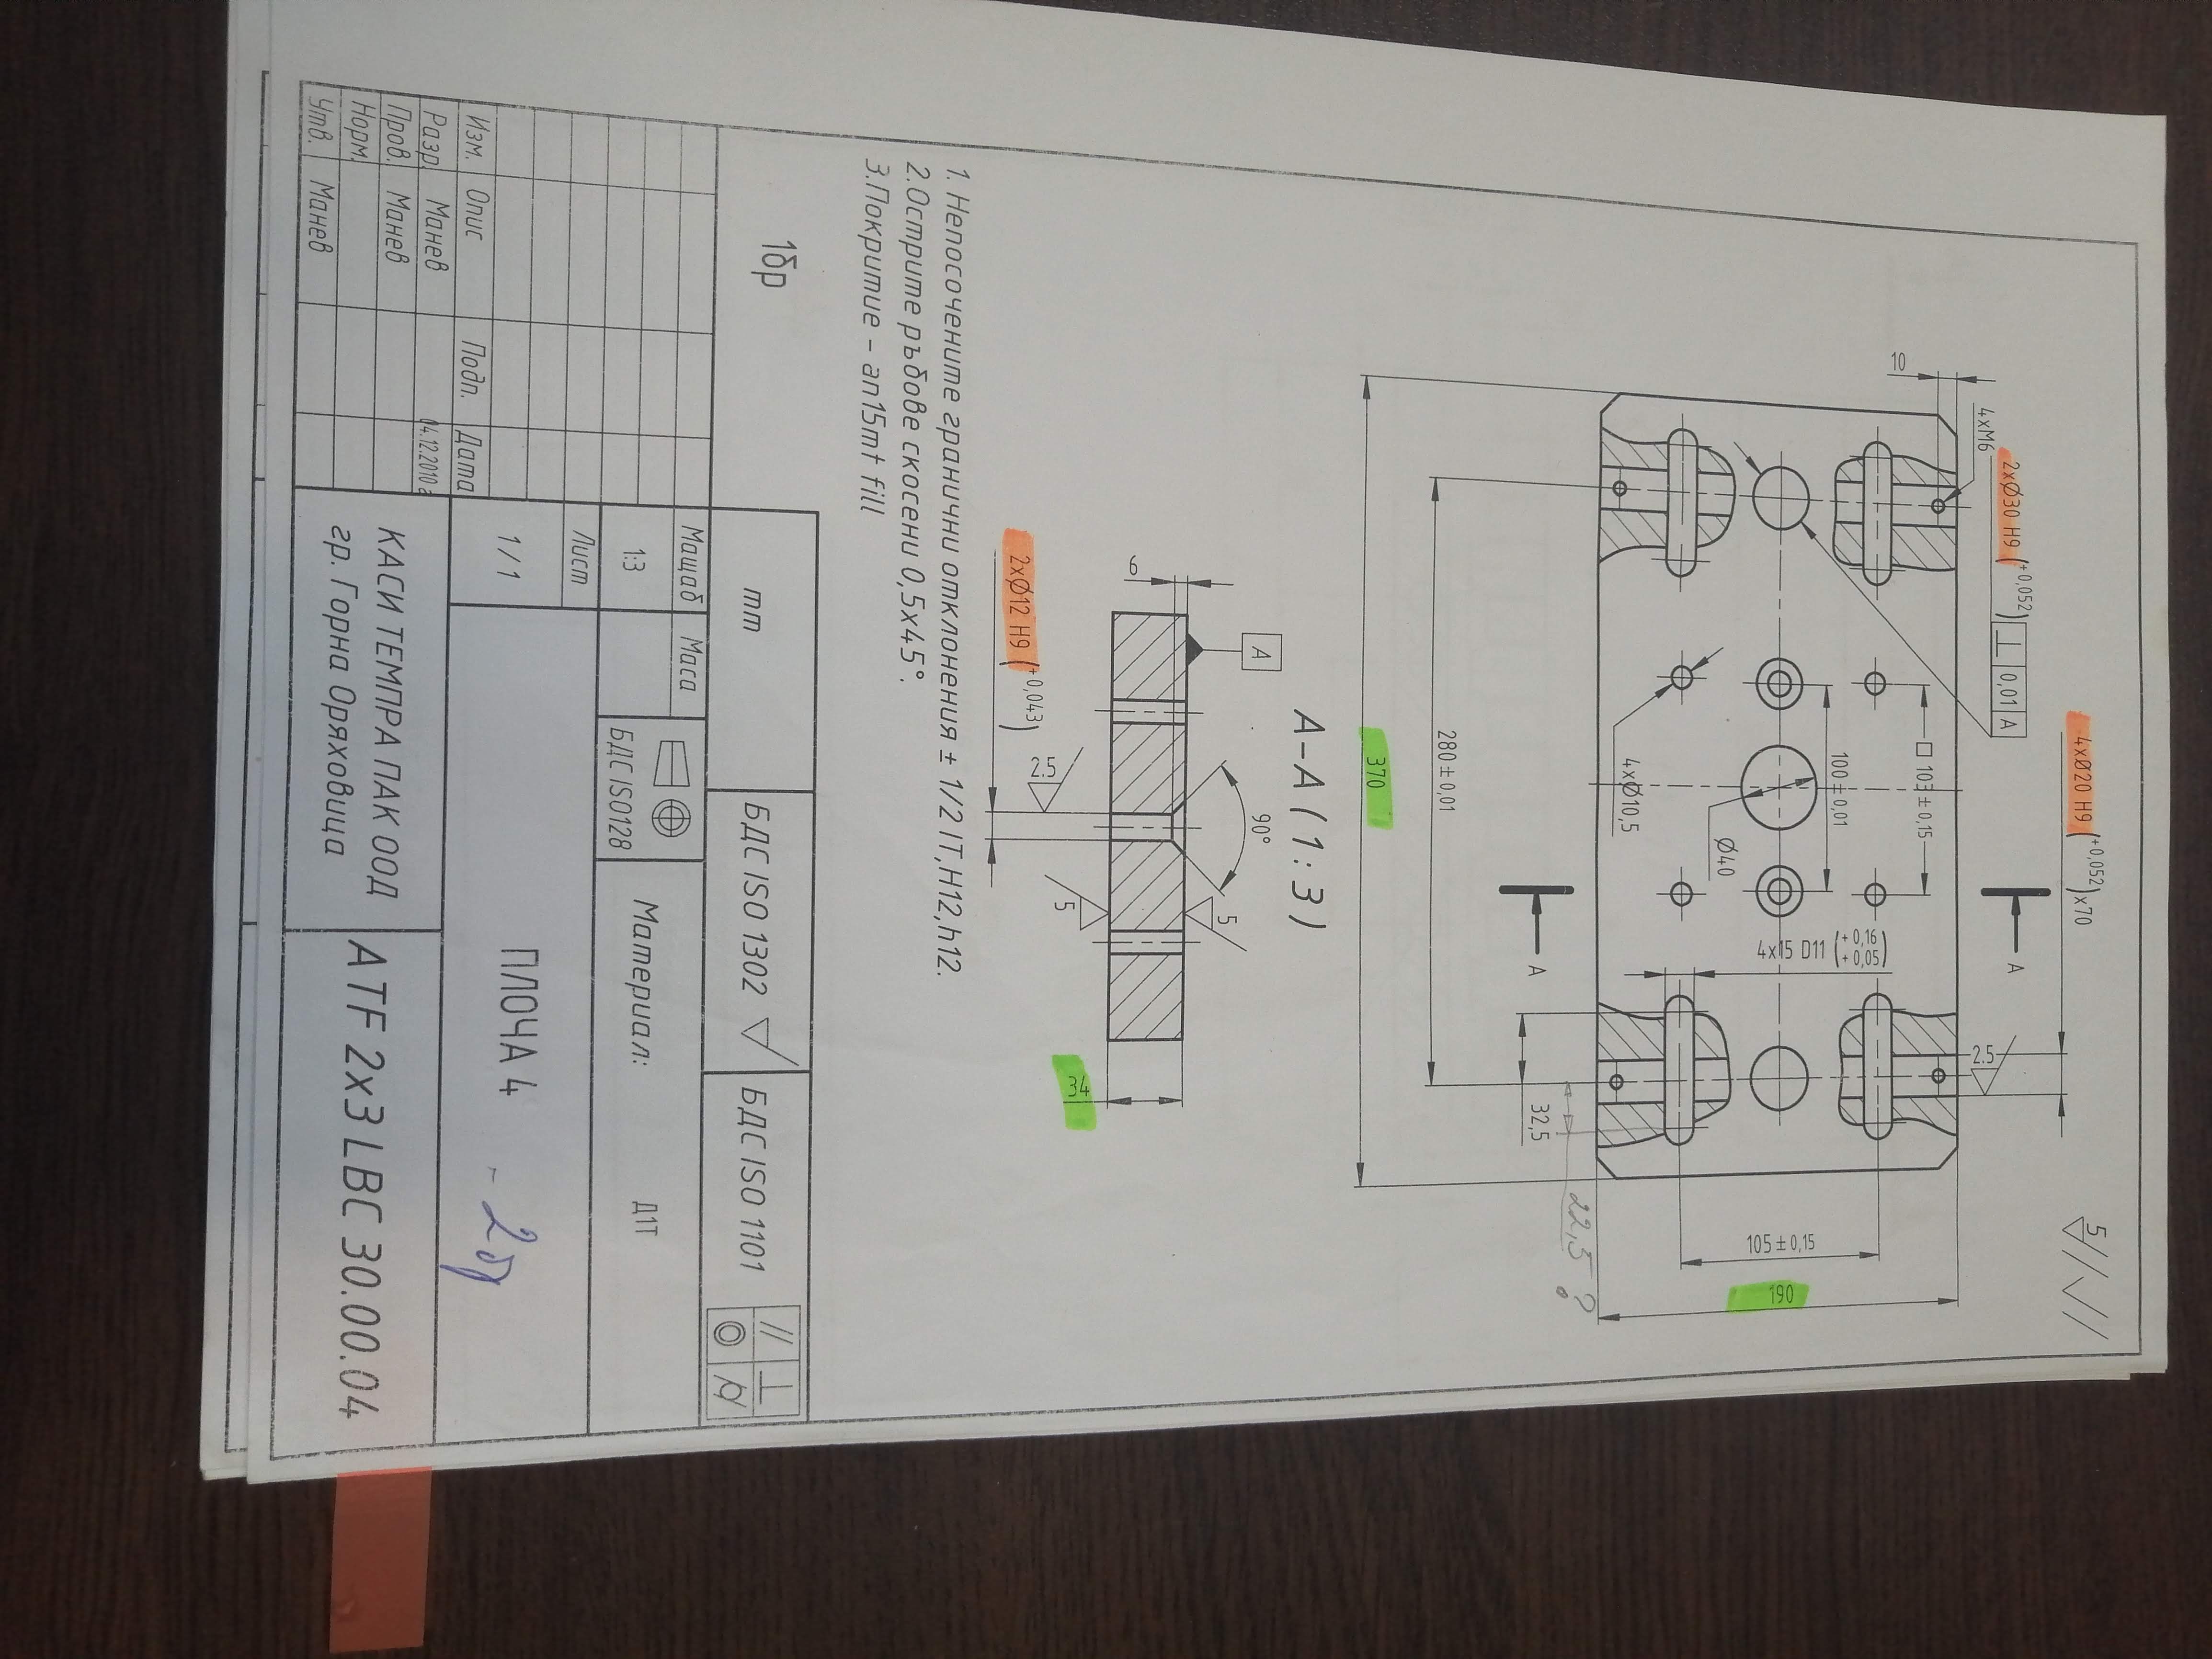 5
4xØ20 H9 (+0,052)x70
A
2xØ30 H9 (+0,052) ⊥ 0,01 A
4xM6
2.5
10
□ 103 ± 0,15
100 ± 0,01
4x15 D11 (+0,16 +0,05)
105 ± 0,15
190
Ø40
4xØ10,5
22,5 ?
A
32,5
280 ± 0,01
370
A-A ( 1 : 3 )
A
90°
5
6
34
5
2.5
2xØ12 H9 (+0,043)
1. Непосочените гранични отклонения ± 1/2 IT,H12,h12.
2.Острите ръбове скосени 0,5x45°.
3.Покритие - an15mt fill
1бр
mm
БДС ISO 1302
БДС ISO 1101
Мащаб Маса
1:3
БДС ISO128
Материал: Д1Т
Лист
1 / 1
ПЛОЧА 4 - 2бр
Изм. Опис Подп. Дата
Разр. Манев 04.12.2010 г
Пров. Манев
Норм.
Утв. Манев
КАСИ ТЕМПРА ПАК ООД
гр. Горна Оряховица
ATF 2x3 LBC 30.00.04